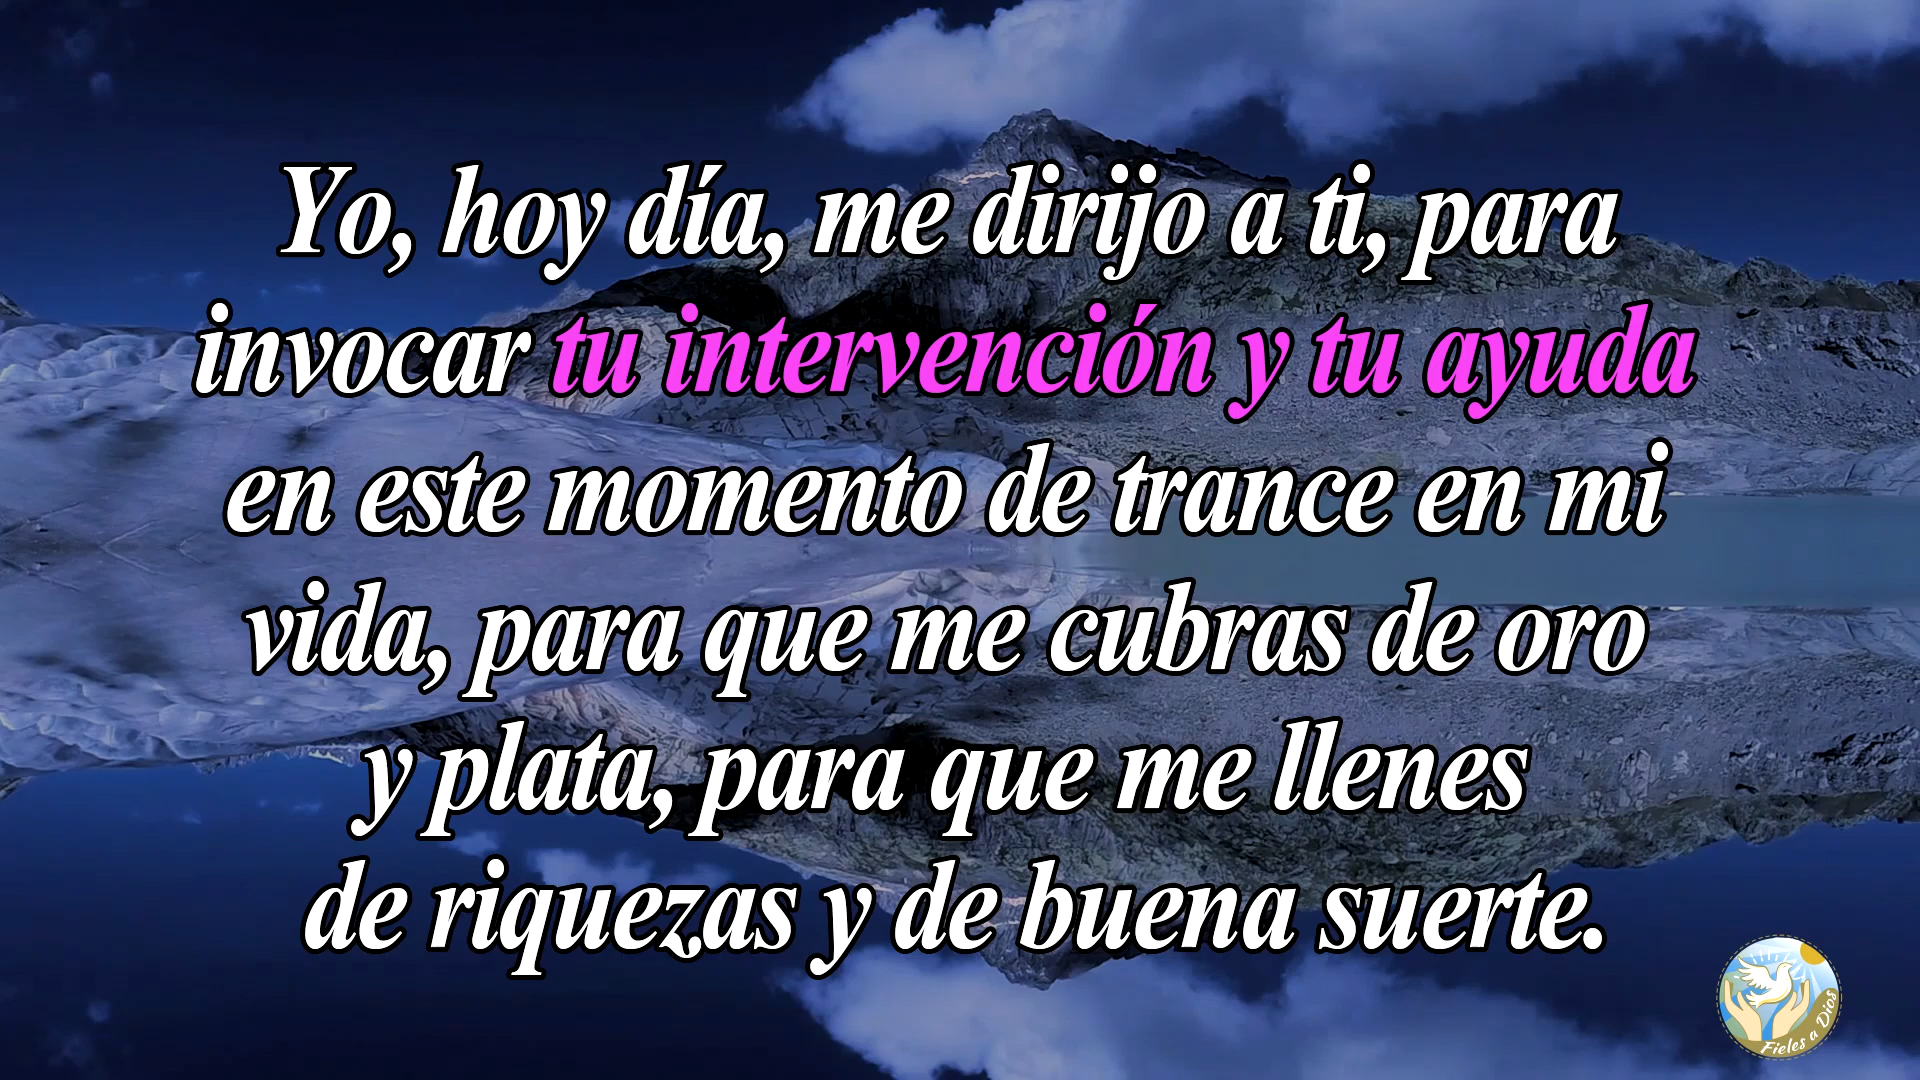 Yo, hoy día, me dirijo a ti, para
invocar tu intervención y tu ayuda
en este momento de trance en mi
vida, para que me cubras de oro
y plata, para que me llenes
de riquezas y de buena suerte.
Fieles a Dios